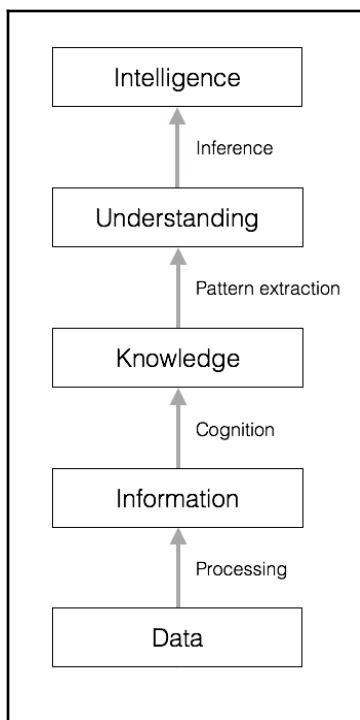 Intelligence
Inference
Understanding
Pattern extraction
Knowledge
Cognition
Information
Processing
Data